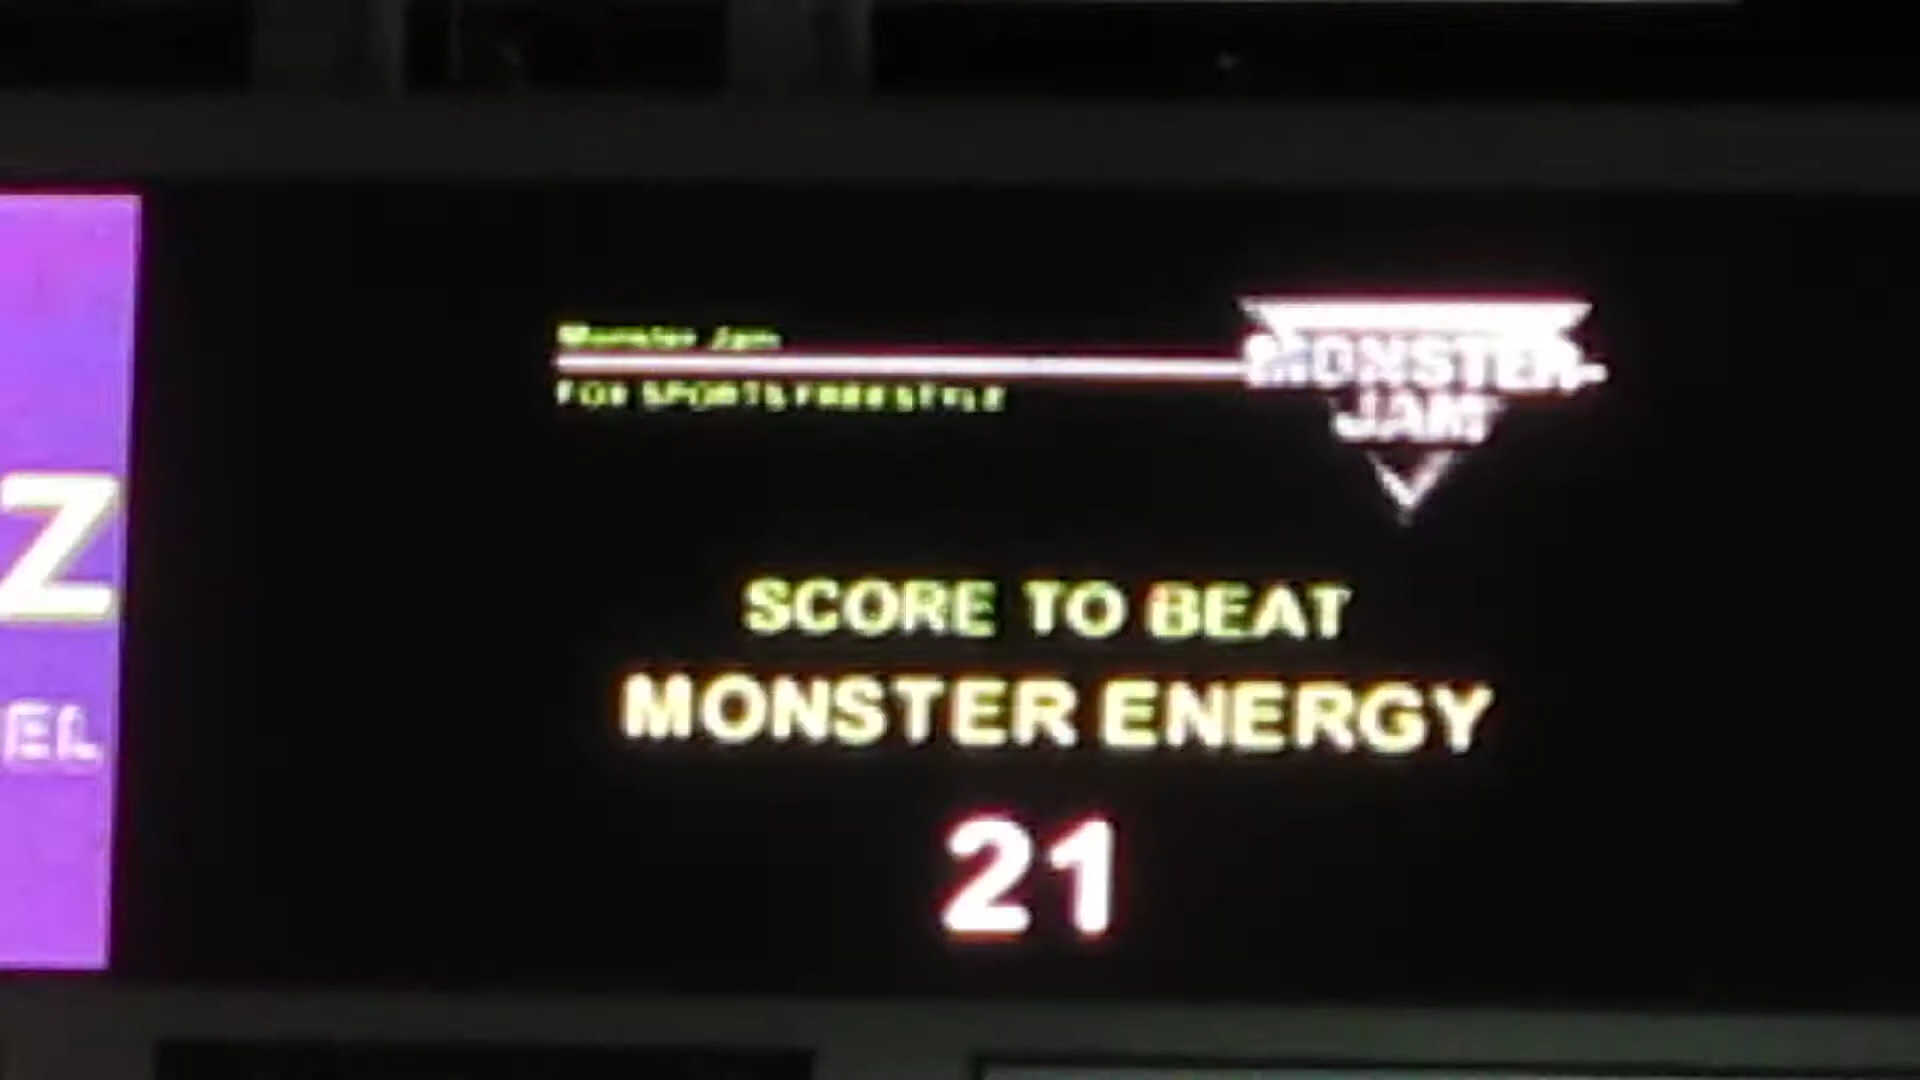 Z
EL
Monster Jam
FOX SPORTS FREESTYLE
MONSTER
JAM
SCORE TO BEAT
MONSTER ENERGY
21